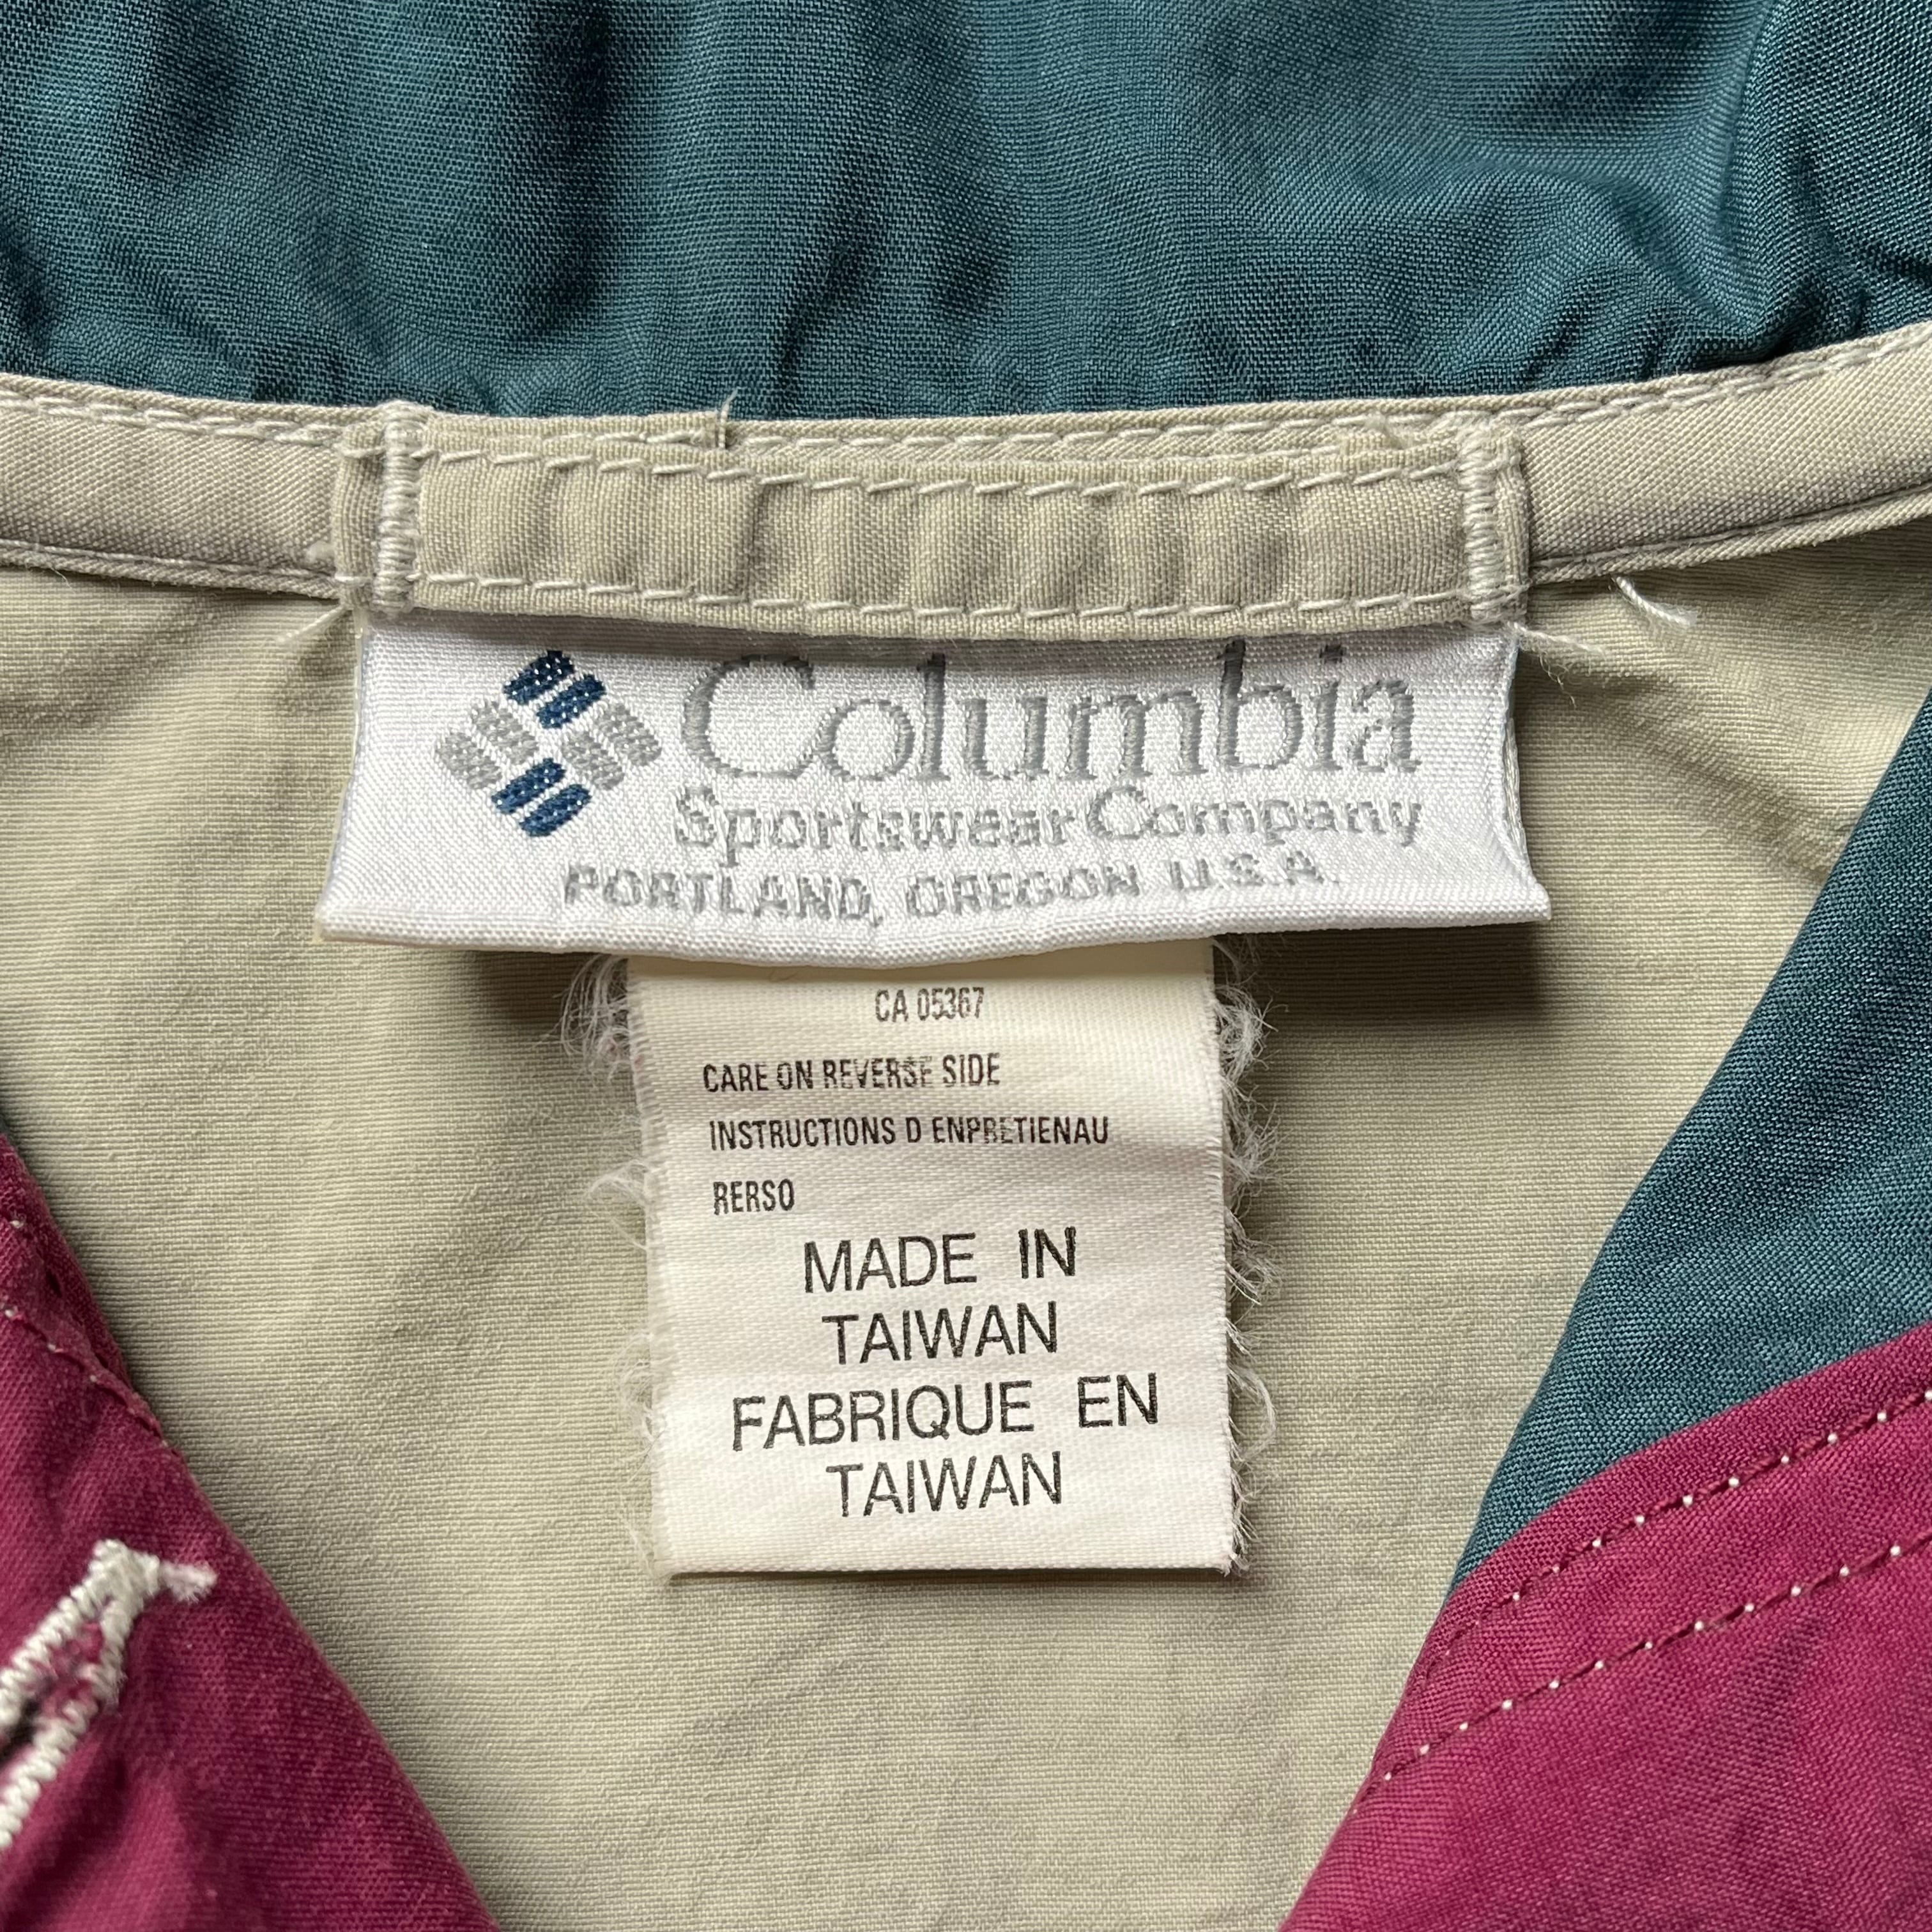 Columbia
Sportswear Company
PORTLAND, OREGON U.S.A.
CA 05367
CARE ON REVERSE SIDE
INSTRUCTIONS D ENPRETIENAU
RERSO
MADE IN
TAIWAN
FABRIQUE EN
TAIWAN